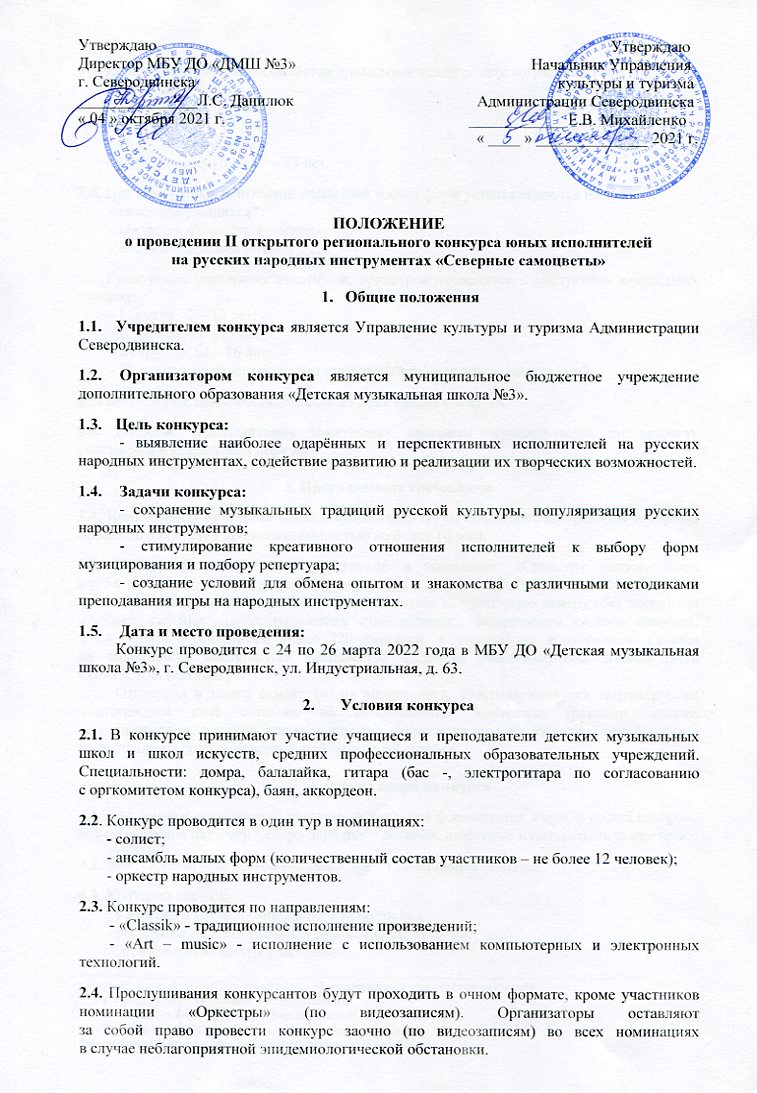 Утверждаю
Директор МБУ ДО «ДМШ №3»
г. Северодвинска
Л.С. Данилюк
« 04 » октября 2021 г.
Утверждаю
Начальник Управления
культуры и туризма
Администрации Северодвинска
Е.В. Михайленко
« 5 » октября 2021 г.
ПОЛОЖЕНИЕ
о проведении II открытого регионального конкурса юных исполнителей
на русских народных инструментах «Северные самоцветы»
1. Общие положения
1.1. Учредителем конкурса является Управление культуры и туризма Администрации
Северодвинска.
1.2. Организатором конкурса является муниципальное бюджетное учреждение
дополнительного образования «Детская музыкальная школа №3».
1.3. Цель конкурса:
- выявление наиболее одарённых и перспективных исполнителей на русских
народных инструментах, содействие развитию и реализации их творческих возможностей.
1.4. Задачи конкурса:
- сохранение музыкальных традиций русской культуры, популяризация русских
народных инструментов;
- стимулирование креативного отношения исполнителей к выбору форм
музицирования и подбору репертуара;
- создание условий для обмена опытом и знакомства с различными методиками
преподавания игры на народных инструментах.
1.5. Дата и место проведения:
Конкурс проводится с 24 по 26 марта 2022 года в МБУ ДО «Детская музыкальная
школа №3», г. Северодвинск, ул. Индустриальная, д. 63.
2. Условия конкурса
2.1. В конкурсе принимают участие учащиеся и преподаватели детских музыкальных
школ и школ искусств, средних профессиональных образовательных учреждений.
Специальности: домра, балалайка, гитара (бас -, электрогитара по согласованию
с оргкомитетом конкурса), баян, аккордеон.
2.2. Конкурс проводится в один тур в номинациях:
- солист;
- ансамбль малых форм (количественный состав участников – не более 12 человек);
- оркестр народных инструментов.
2.3. Конкурс проводится по направлениям:
- «Classik» - традиционное исполнение произведений;
- «Art – music» - исполнение с использованием компьютерных и электронных
технологий.
2.4. Прослушивания конкурсантов будут проходить в очном формате, кроме участников
номинации «Оркестры» (по видеозаписям). Организаторы оставляют
за собой право провести конкурс заочно (по видеозаписям) во всех номинациях
в случае неблагоприятной эпидемиологической обстановки.